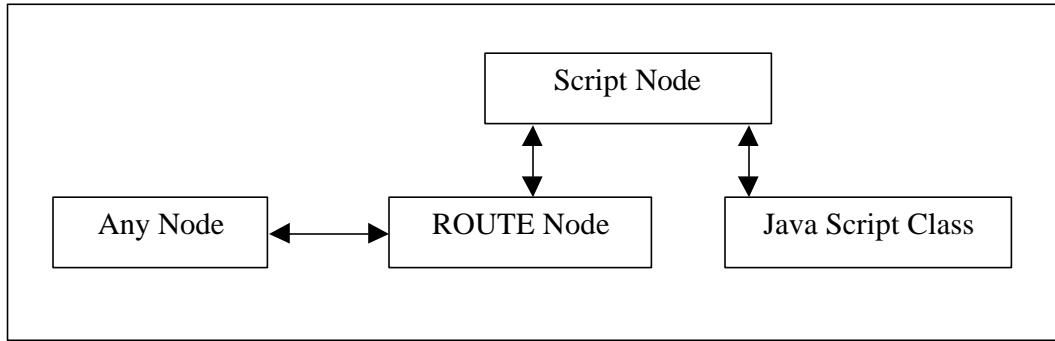 Script Node
Any Node
ROUTE Node
Java Script Class